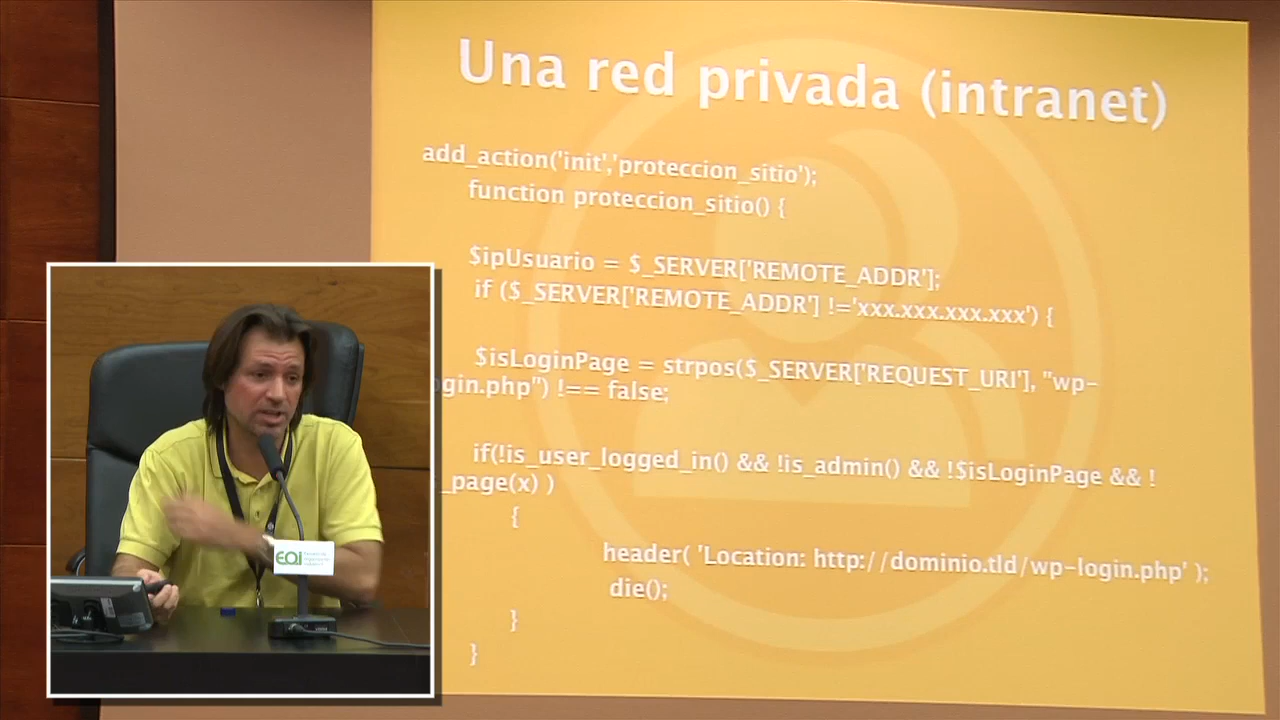 Una red privada (intranet)
add_action('init','proteccion_sitio');
function proteccion_sitio() {
$ipUsuario = $_SERVER['REMOTE_ADDR'];
if ($_SERVER['REMOTE_ADDR'] !='xxx.xxx.xxx.xxx') {
$isLoginPage = strpos($_SERVER['REQUEST_URI'], "wp-
ogin.php") !== false;
if(!is_user_logged_in() && !is_admin() && !$isLoginPage && !
_page(x) )
{
header( 'Location: http://dominio.tld/wp-login.php' );
die();
}
}
EOi